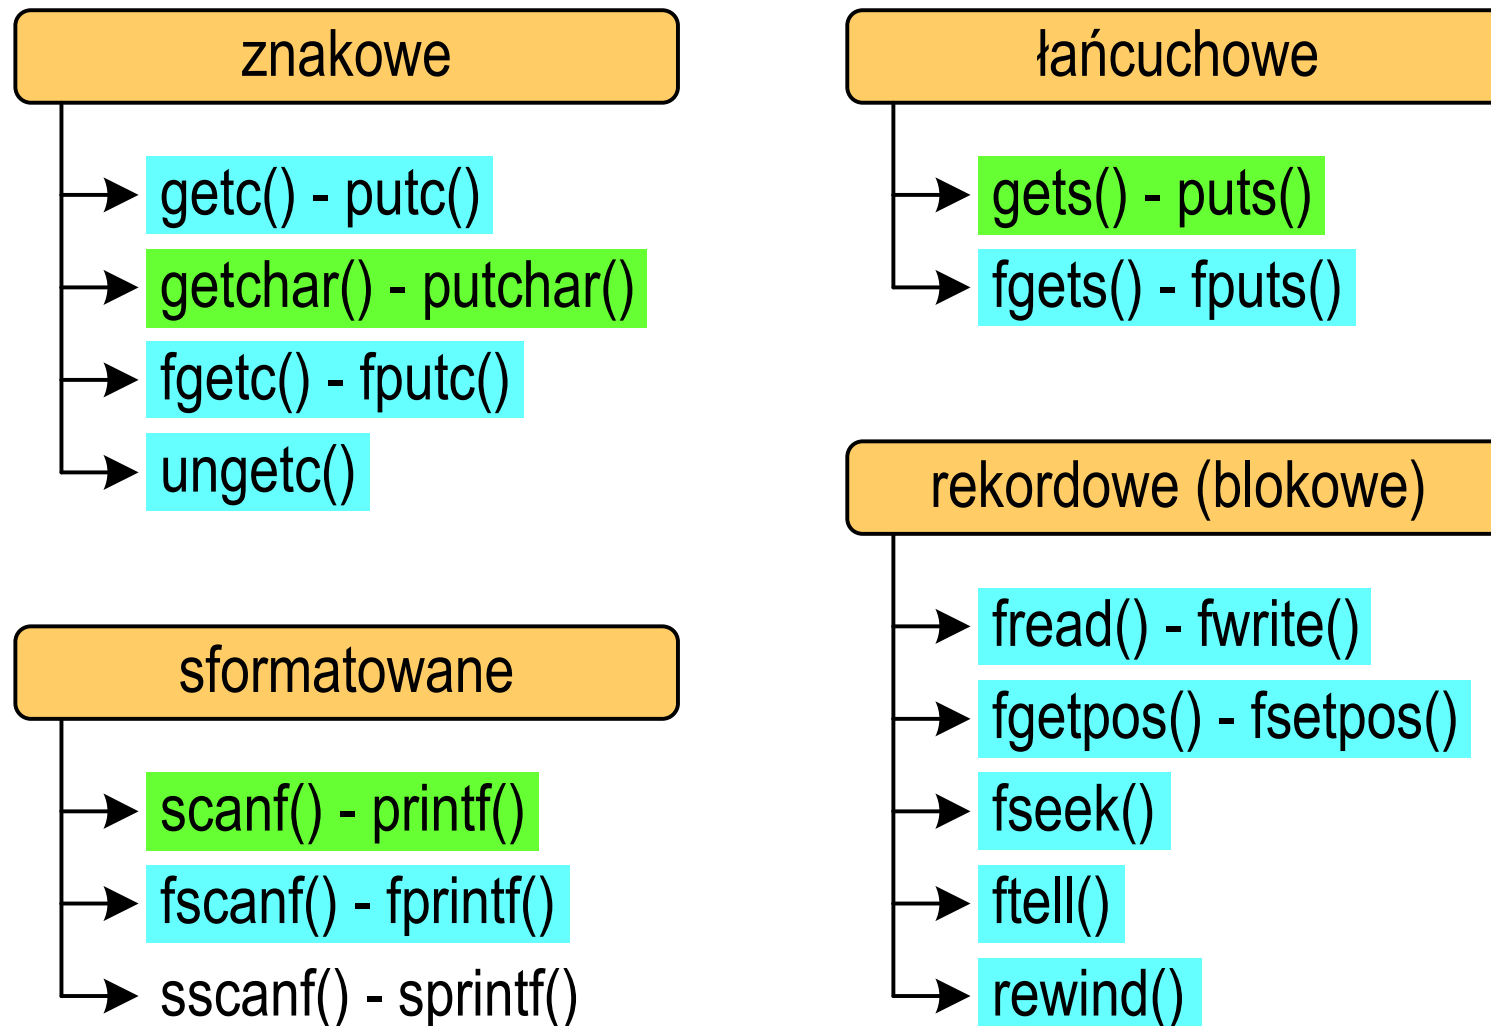 znakowe
getc() - putc()
getchar() - putchar()
fgetc() - fputc()
ungetc()
sformatowane
scanf() - printf()
fscanf() - fprintf()
sscanf() - sprintf()
łańcuchowe
gets() - puts()
fgets() - fputs()
rekordowe (blokowe)
fread() - fwrite()
fgetpos() - fsetpos()
fseek()
ftell()
rewind()